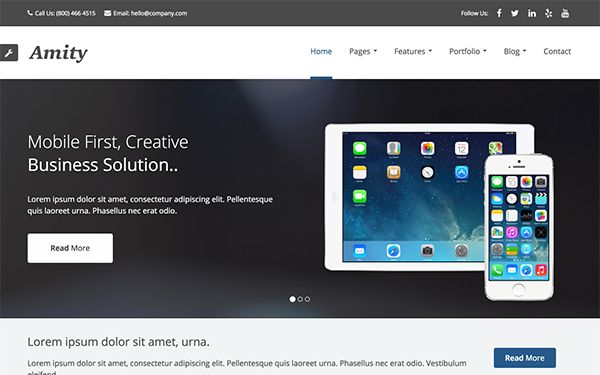 Call Us: (800) 466 4515 Email: hello@company.com Follow Us:
Amity Home Pages Features Portfolio Blog Contact
Mobile First, Creative
Business Solution..
Lorem ipsum dolor sit amet, consectetur adipiscing elit. Pellentesque
quis laoreet urna. Phasellus nec erat odio.
Read More
Lorem ipsum dolor sit amet, urna.
Lorem ipsum dolor sit amet, consectetur adipiscing elit. Pellentesque quis laoreet urna. Phasellus nec erat odio. Vestibulum
eleifend
Read More